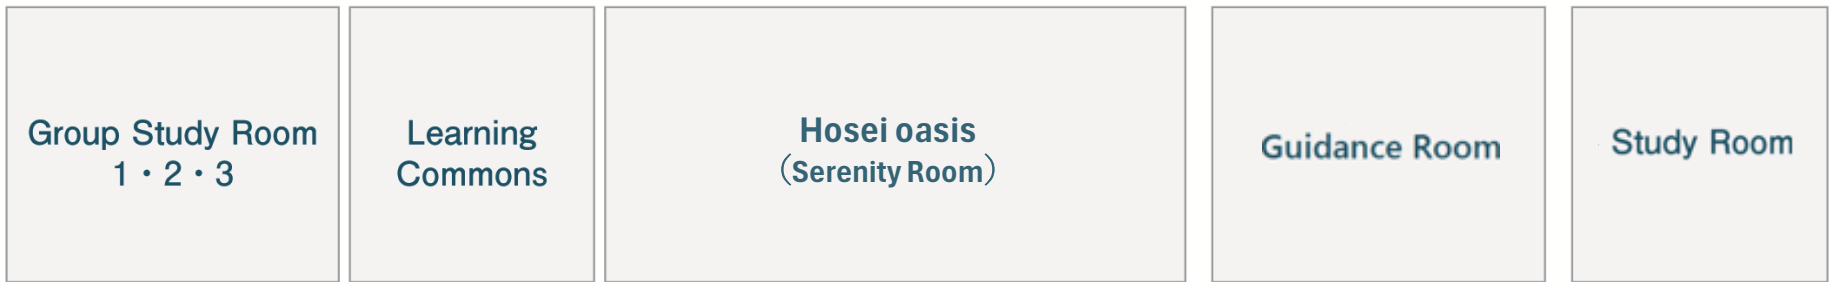 Group Study Room
1・2・3
Learning
Commons
Hosei oasis
（Serenity Room）
Guidance Room
Study Room